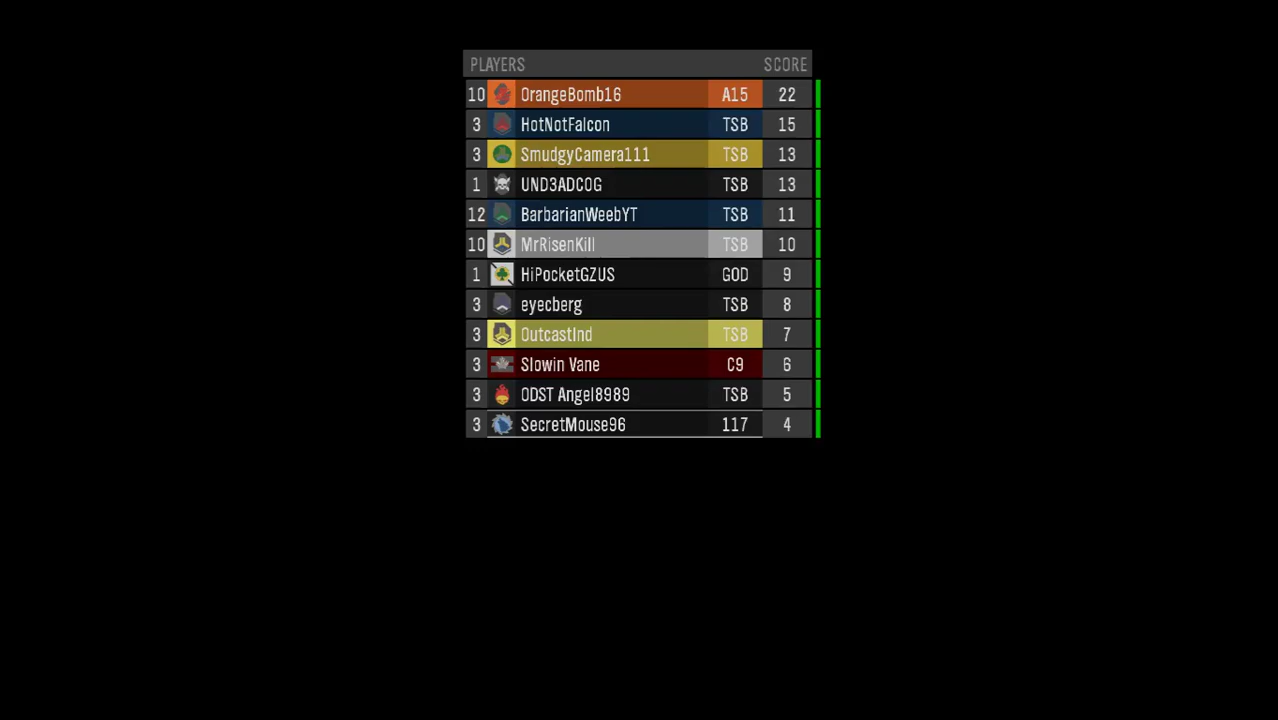 PLAYERS SCORE
10 OrangeBomb16 A15 22
3 HotNotFalcon TSB 15
3 SmudgyCamera111 TSB 13
1 UND3ADCOG TSB 13
12 BarbarianWeebYT TSB 11
10 MrRisenKill TSB 10
1 HiPocketGZUS GOD 9
3 eyecberg TSB 8
3 OutcastInd TSB 7
3 Slowin Vane C9 6
3 ODST Angel8989 TSB 5
3 SecretMouse96 117 4